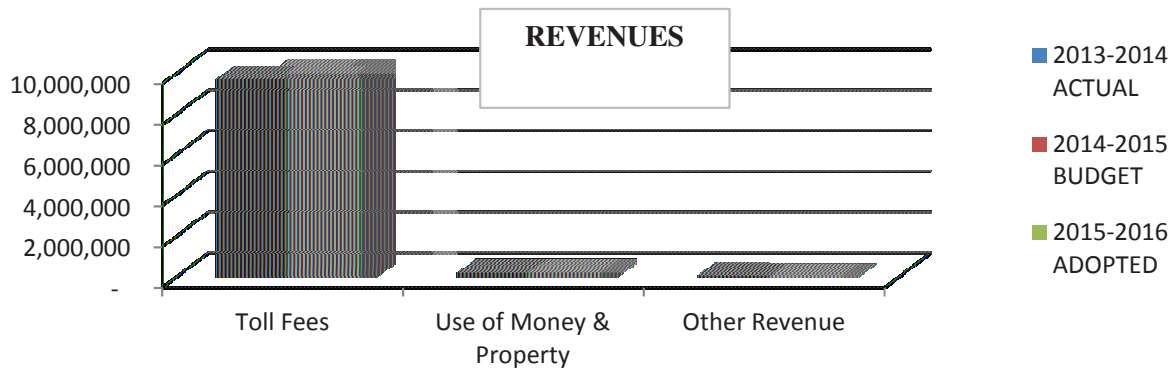 REVENUES
10,000,000
8,000,000
6,000,000
4,000,000
2,000,000
-
Toll Fees
Use of Money &
Property
Other Revenue
2013-2014
ACTUAL
2014-2015
BUDGET
2015-2016
ADOPTED